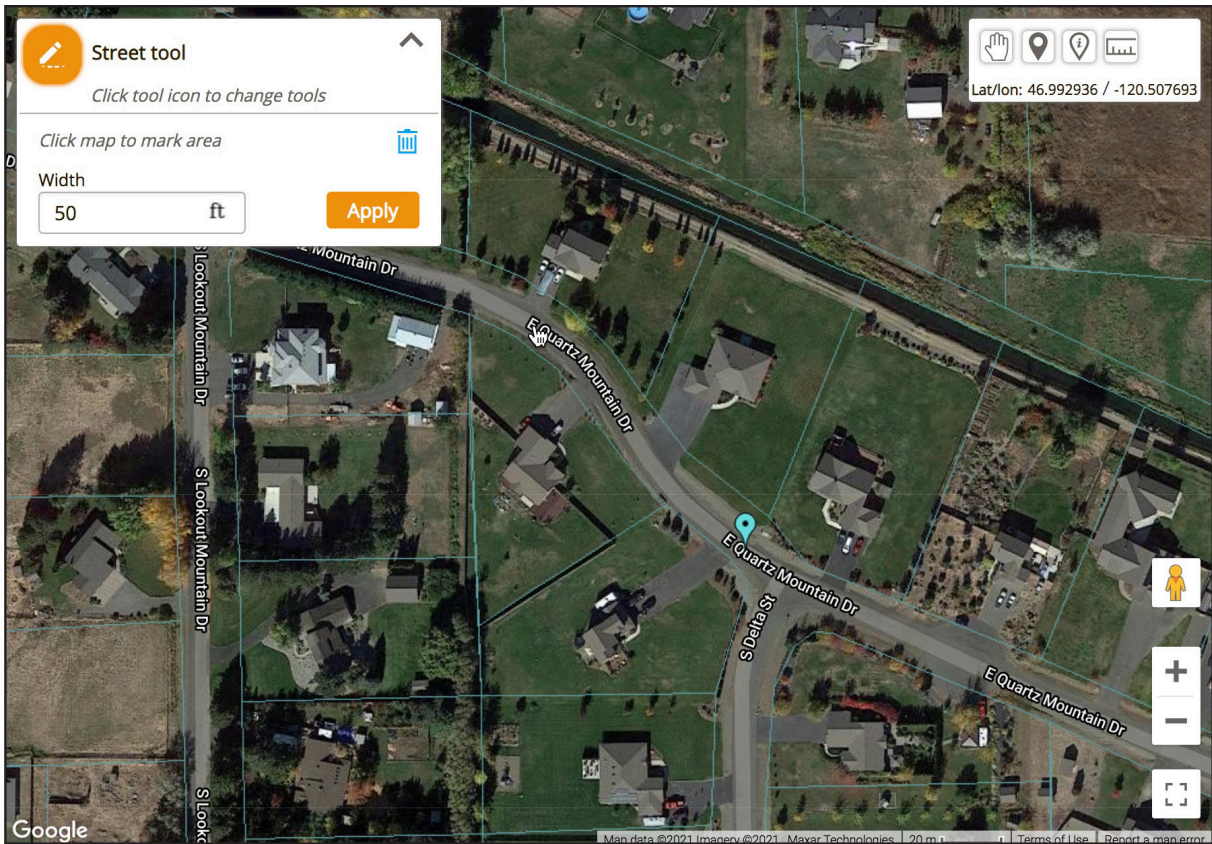 Street tool
Click tool icon to change tools
Click map to mark area
Width
50 ft
Apply
Lat/lon: 46.992936 / -120.507693
D
Mountain Dr
S Lookout Mountain Dr
E Quartz Mountain Dr
S Lookout Mountain Dr
E Quartz Mountain Dr
S Delta St
E Quartz Mountain Dr
S Look
Google
Map data ©2021 Imagery ©2021 , Maxar Technologies
20 m
Terms of Use
Report a map error